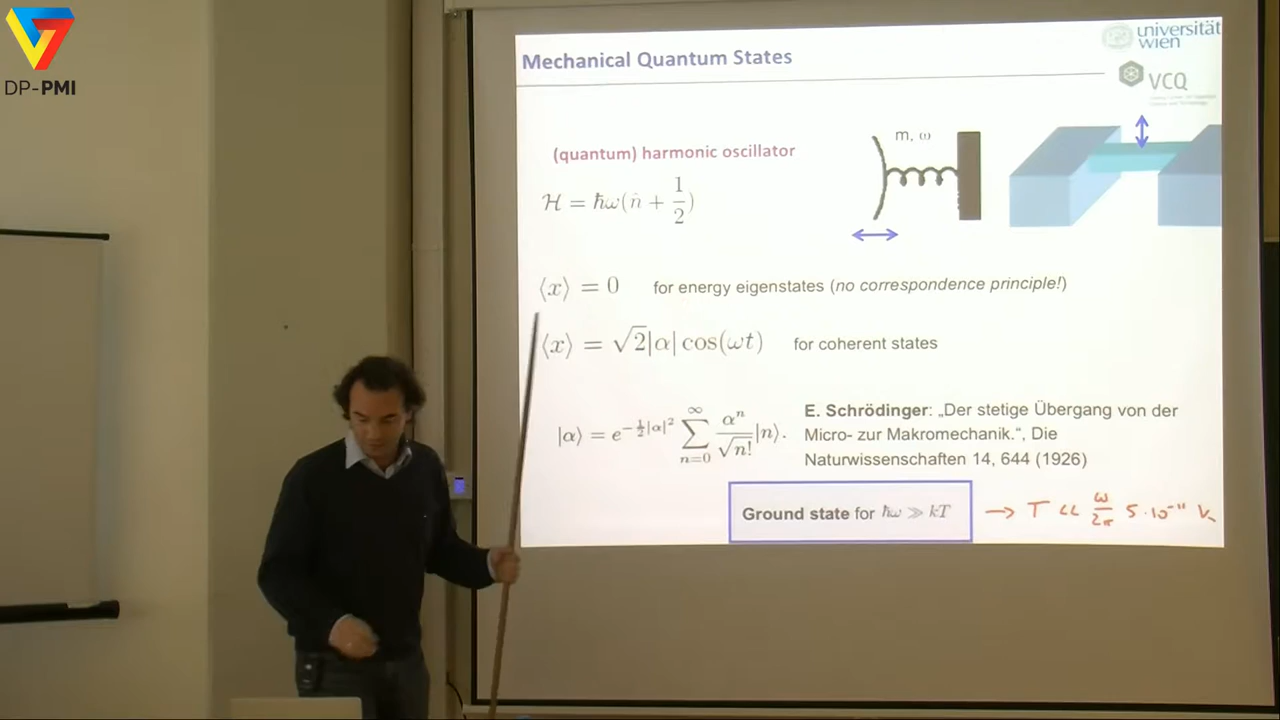 DP-PMI
Mechanical Quantum States
universität
wien
VCQ
(quantum) harmonic oscillator
m, ω
ℋ = ℏω(n̂ + 1/2)
⟨x⟩ = 0 for energy eigenstates (no correspondence principle!)
⟨x⟩ = √2|α| cos(ωt) for coherent states
|α⟩ = e^{-½|α|²} ∑_{n=0}^{∞} αⁿ/√n! |n⟩.
E. Schrödinger: „Der stetige Übergang von der
Micro- zur Makromechanik.“, Die
Naturwissenschaften 14, 644 (1926)
Ground state for ℏω ≫ kT → T << ω/2π 5·10⁻¹¹ K